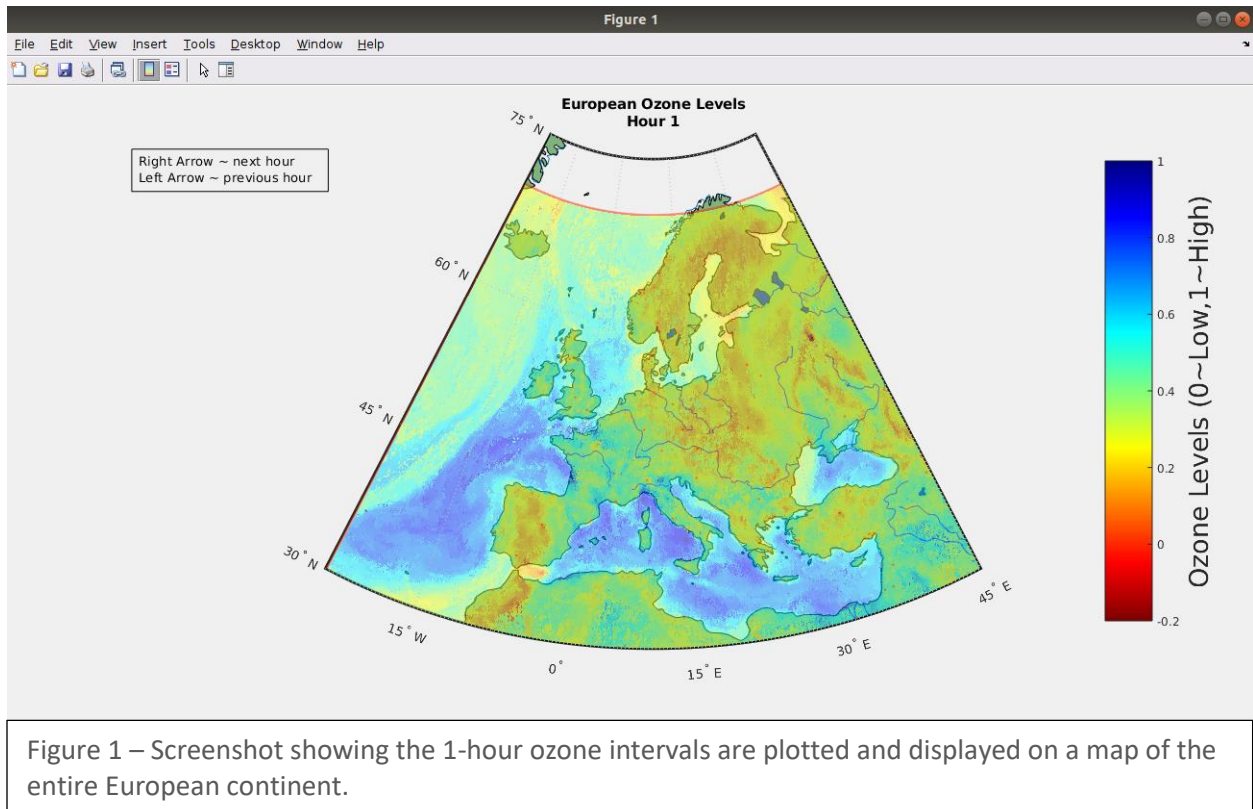 Figure 1
File Edit View Insert Tools Desktop Window Help
European Ozone Levels
Hour 1
Right Arrow ~ next hour
Left Arrow ~ previous hour
75° N
60° N
45° N
30° N
15° W
0°
15° E
30° E
45° E
1
0.8
0.6
0.4
0.2
0
-0.2
Ozone Levels (0~Low,1~High)
Figure 1 – Screenshot showing the 1-hour ozone intervals are plotted and displayed on a map of the
entire European continent.